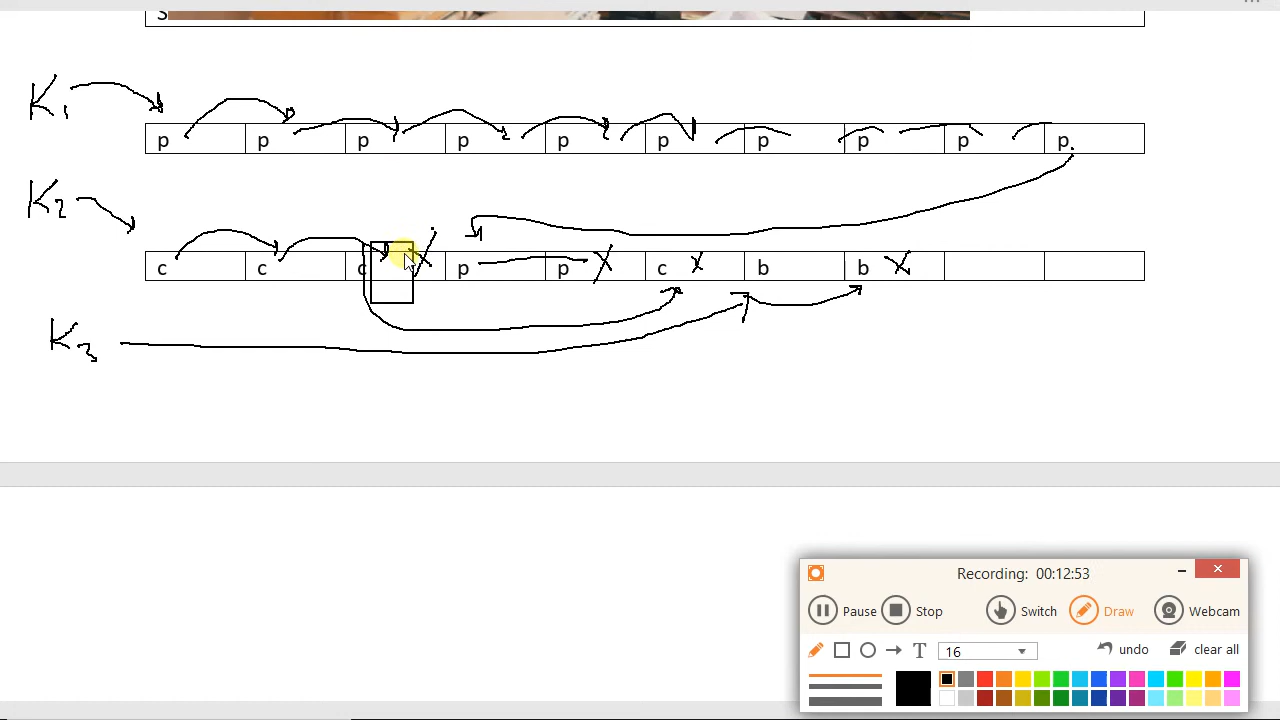 S
K1
p p p p p p p p p p.
K2
c c c p p c b b
K3
Recording: 00:12:53
Pause Stop Switch Draw Webcam
T 16 undo clear all